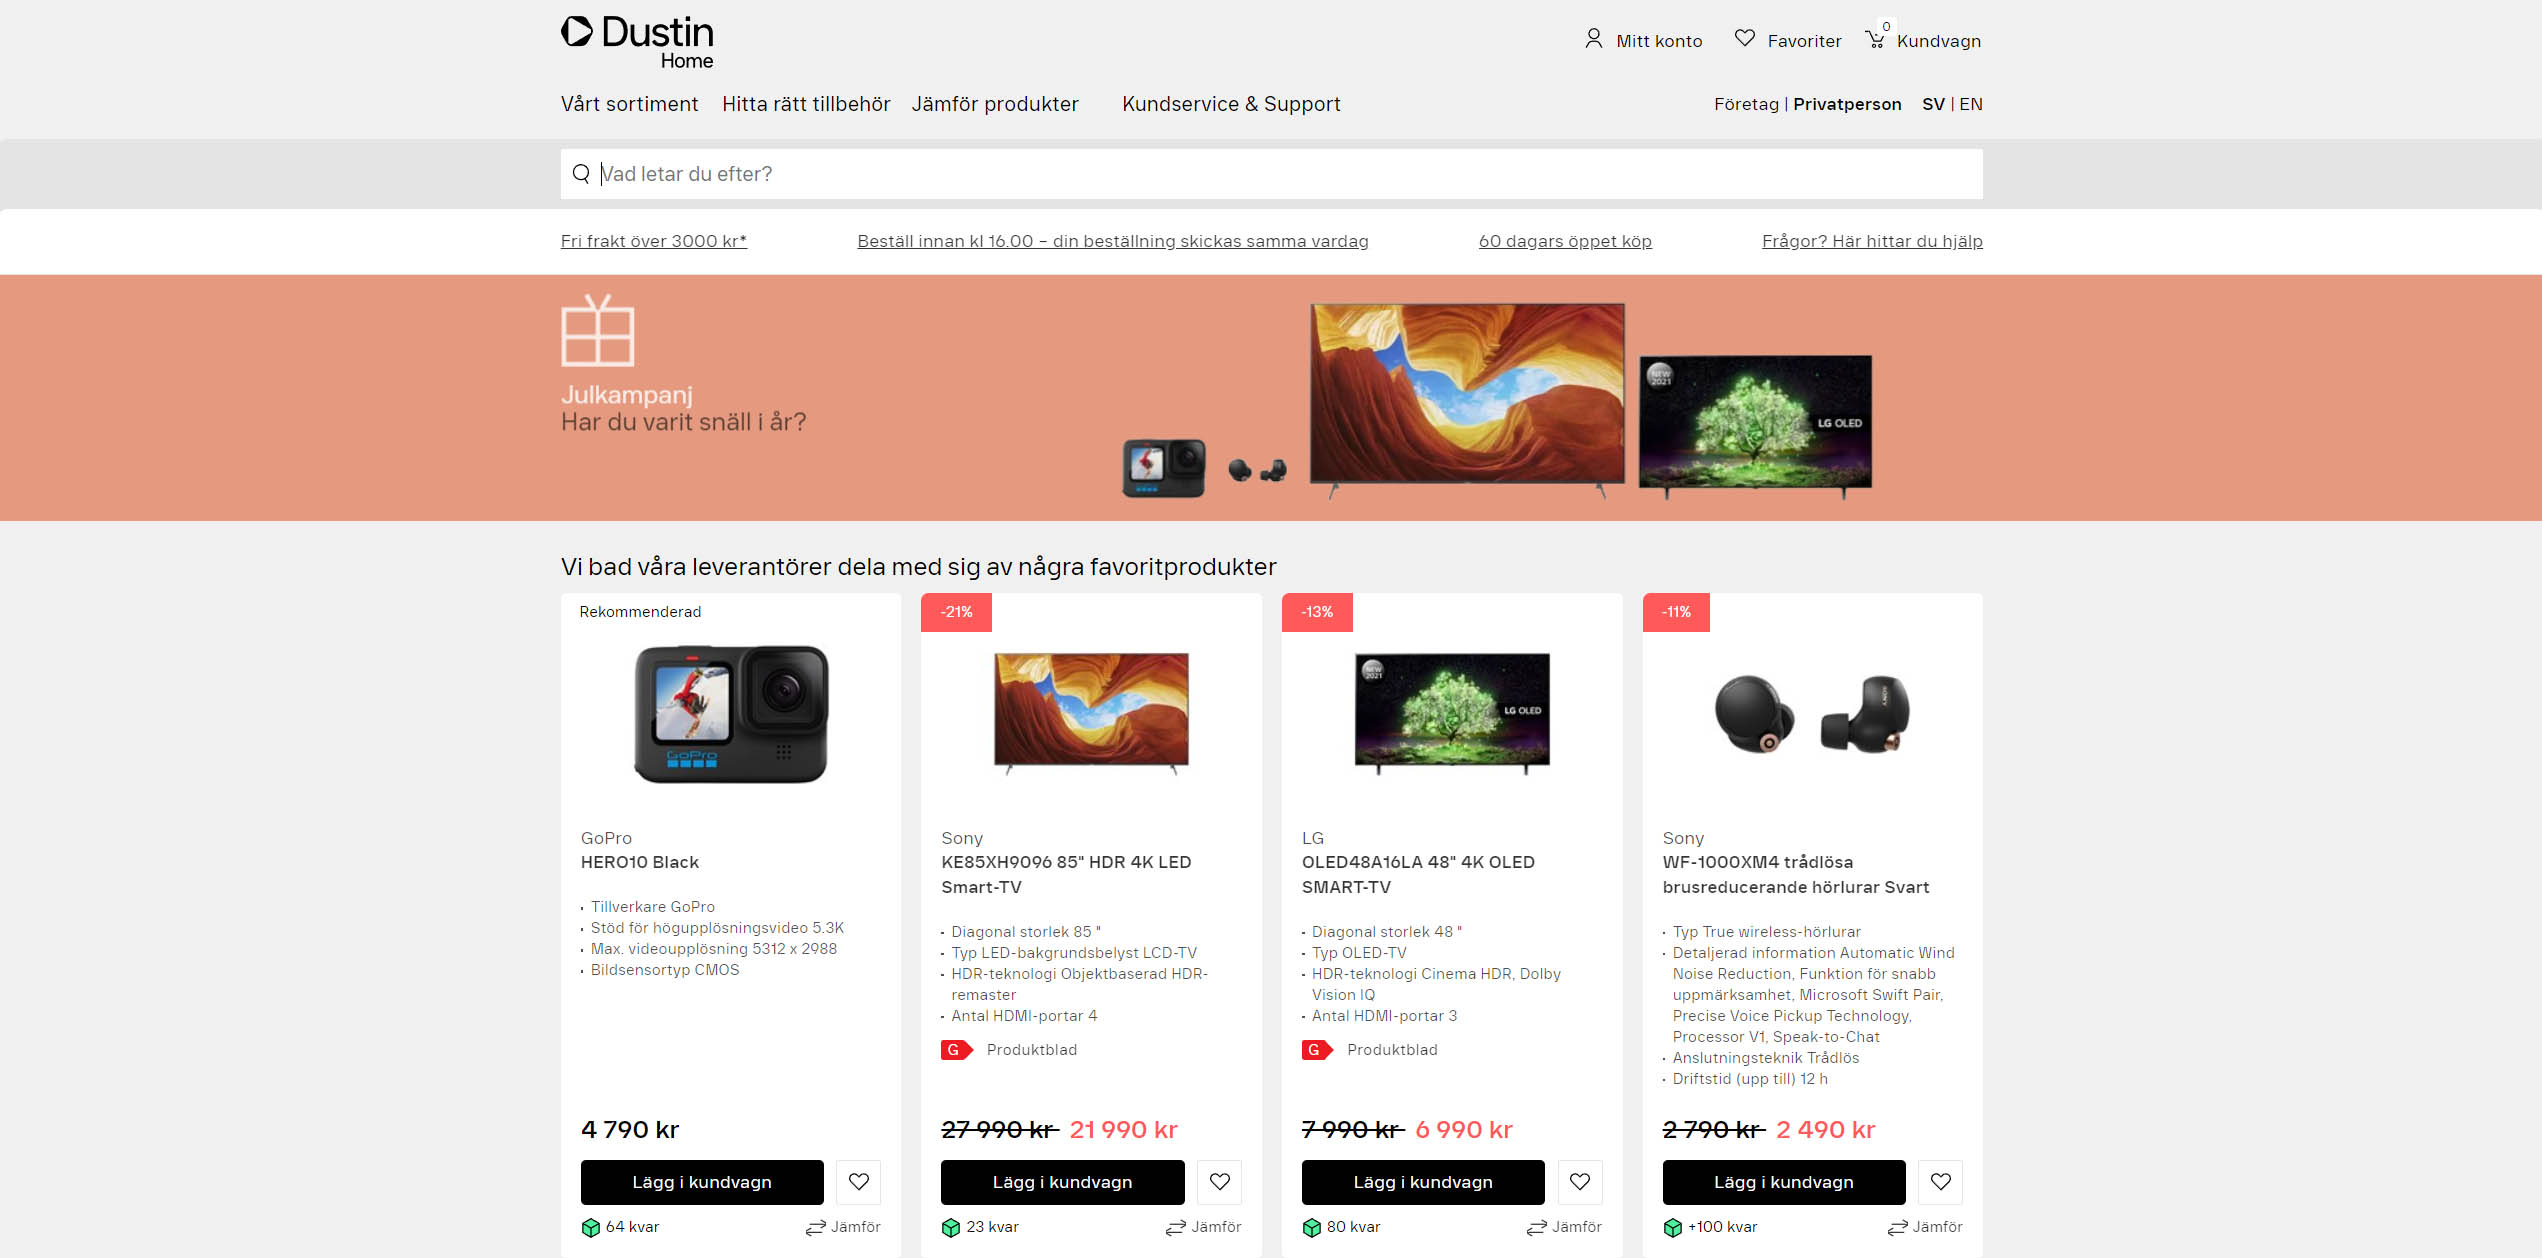 Dustin
Home
Mitt konto
Favoriter
0
Kundvagn
Vårt sortiment
Hitta rätt tillbehör
Jämför produkter
Kundservice & Support
Företag | Privatperson
SV | EN
Vad letar du efter?
Fri frakt över 3000 kr*
Beställ innan kl 16.00 – din beställning skickas samma vardag
60 dagars öppet köp
Frågor? Här hittar du hjälp
Julkampanj
Har du varit snäll i år?
NEW
2021
LG OLED
Vi bad våra leverantörer dela med sig av några favoritprodukter
Rekommenderad
GoPro
GoPro
HERO10 Black
Tillverkare GoPro
Stöd för högupplösningsvideo 5.3K
Max. videoupplösning 5312 x 2988
Bildsensortyp CMOS
4 790 kr
Lägg i kundvagn
64 kvar
Jämför
-21%
Sony
KE85XH9096 85" HDR 4K LED
Smart-TV
Diagonal storlek 85 "
Typ LED-bakgrundsbelyst LCD-TV
HDR-teknologi Objektbaserad HDR-
remaster
Antal HDMI-portar 4
G
Produktblad
27 990 kr 21 990 kr
Lägg i kundvagn
23 kvar
Jämför
-13%
NEW
2021
LG OLED
LG
OLED48A16LA 48" 4K OLED
SMART-TV
Diagonal storlek 48 "
Typ OLED-TV
HDR-teknologi Cinema HDR, Dolby
Vision IQ
Antal HDMI-portar 3
G
Produktblad
7 990 kr 6 990 kr
Lägg i kundvagn
80 kvar
Jämför
-11%
SONY
Sony
WF-1000XM4 trådlösa
brusreducerande hörlurar Svart
Typ True wireless-hörlurar
Detaljerad information Automatic Wind
Noise Reduction, Funktion för snabb
uppmärksamhet, Microsoft Swift Pair,
Precise Voice Pickup Technology,
Processor V1, Speak-to-Chat
Anslutningsteknik Trådlös
Driftstid (upp till) 12 h
2 790 kr 2 490 kr
Lägg i kundvagn
+100 kvar
Jämför